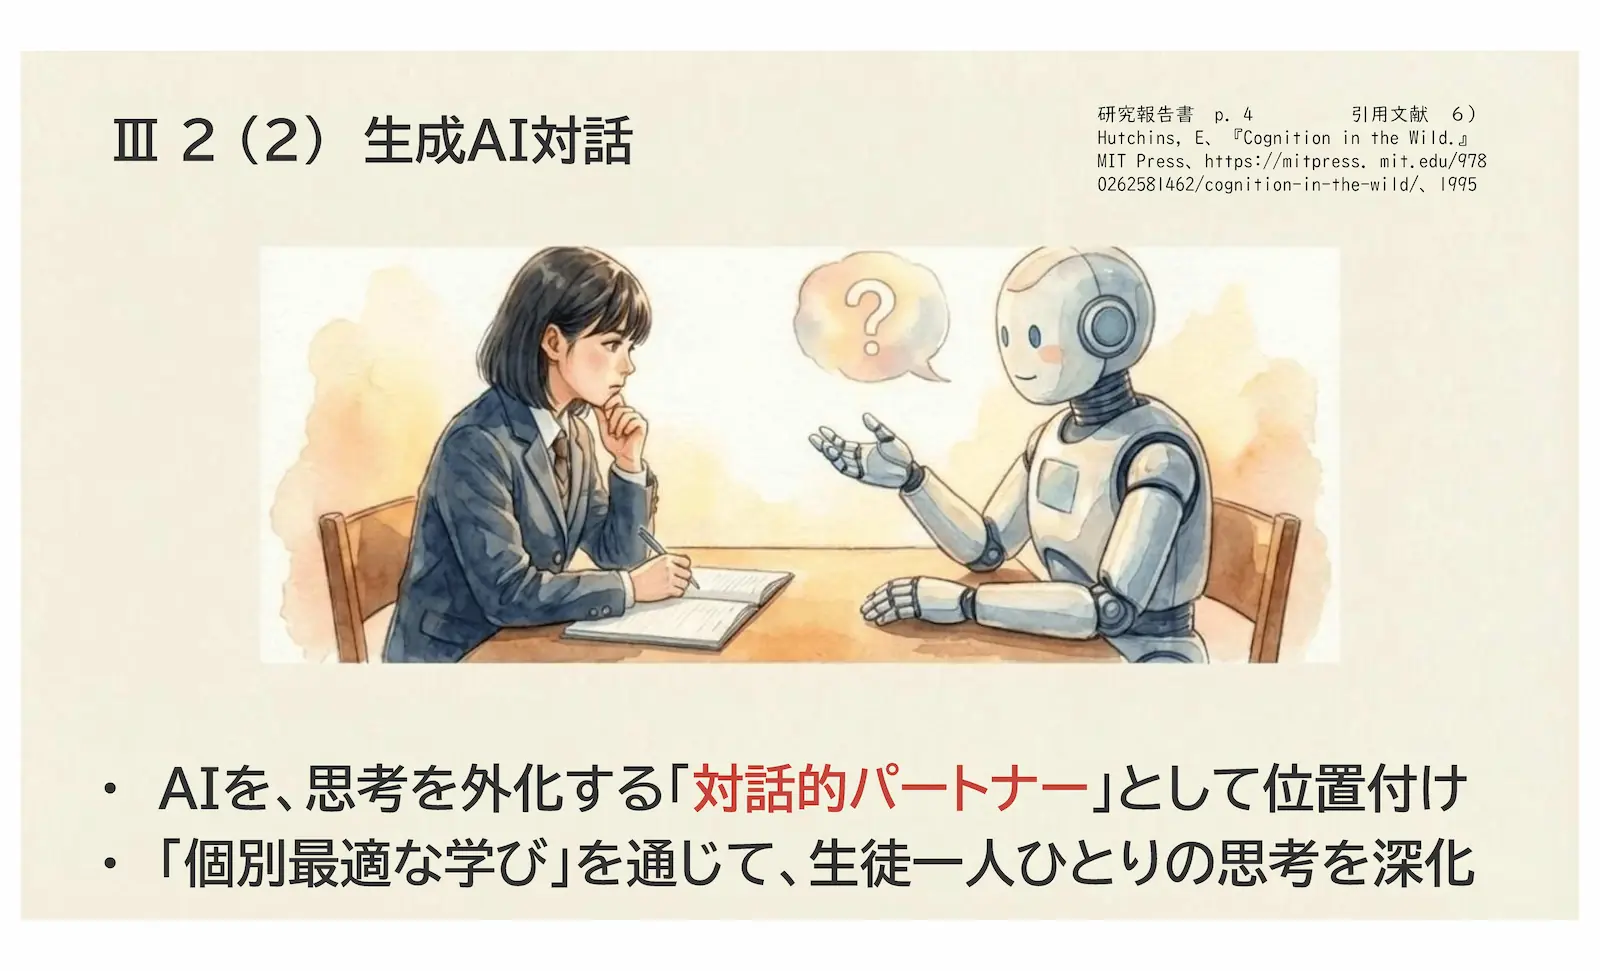 Ⅲ 2（2） 生成AI対話
研究報告書　p. 4　　　　　引用文献　6）
Hutchins, E、『Cognition in the Wild.』
MIT Press、https://mitpress. mit.edu/978
0262581462/cognition-in-the-wild/、1995
?
・ AIを、思考を外化する「対話的パートナー」として位置付け
・「個別最適な学び」を通じて、生徒一人ひとりの思考を深化